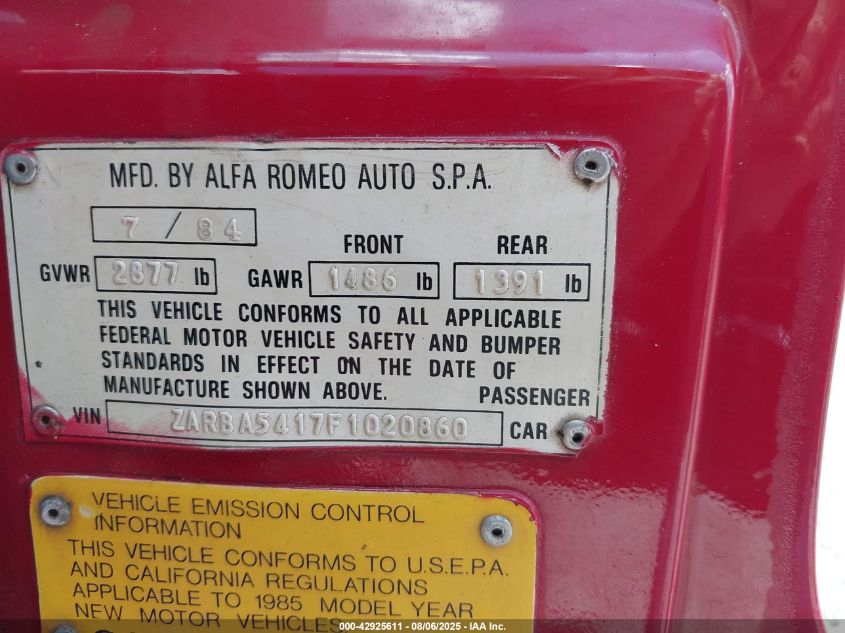 MFD. BY ALFA ROMEO AUTO S.P.A.
7 / 84
FRONT REAR
GVWR 2877 lb GAWR 1486 lb 1391 lb
THIS VEHICLE CONFORMS TO ALL APPLICABLE
FEDERAL MOTOR VEHICLE SAFETY AND BUMPER
STANDARDS IN EFFECT ON THE DATE OF
MANUFACTURE SHOWN ABOVE. PASSENGER
VIN ZARBA5417F1020860 CAR
VEHICLE EMISSION CONTROL
INFORMATION
THIS VEHICLE CONFORMS TO U.S.E.P.A.
AND CALIFORNIA REGULATIONS
APPLICABLE TO 1985 MODEL YEAR
NEW MOTOR VEHICLES
000-42925611 - 08/06/2025 - IAA Inc.